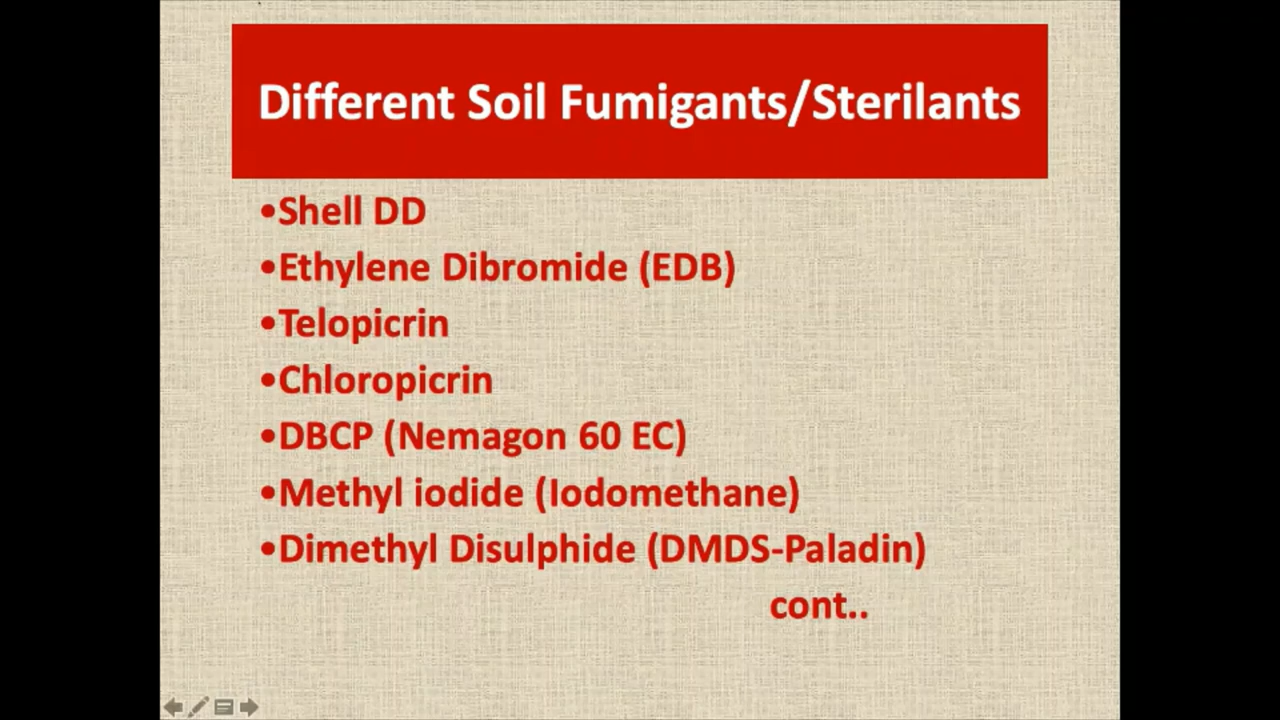 Different Soil Fumigants/Sterilants
•Shell DD
•Ethylene Dibromide (EDB)
•Telopicrin
•Chloropicrin
•DBCP (Nemagon 60 EC)
•Methyl iodide (Iodomethane)
•Dimethyl Disulphide (DMDS-Paladin)
cont..